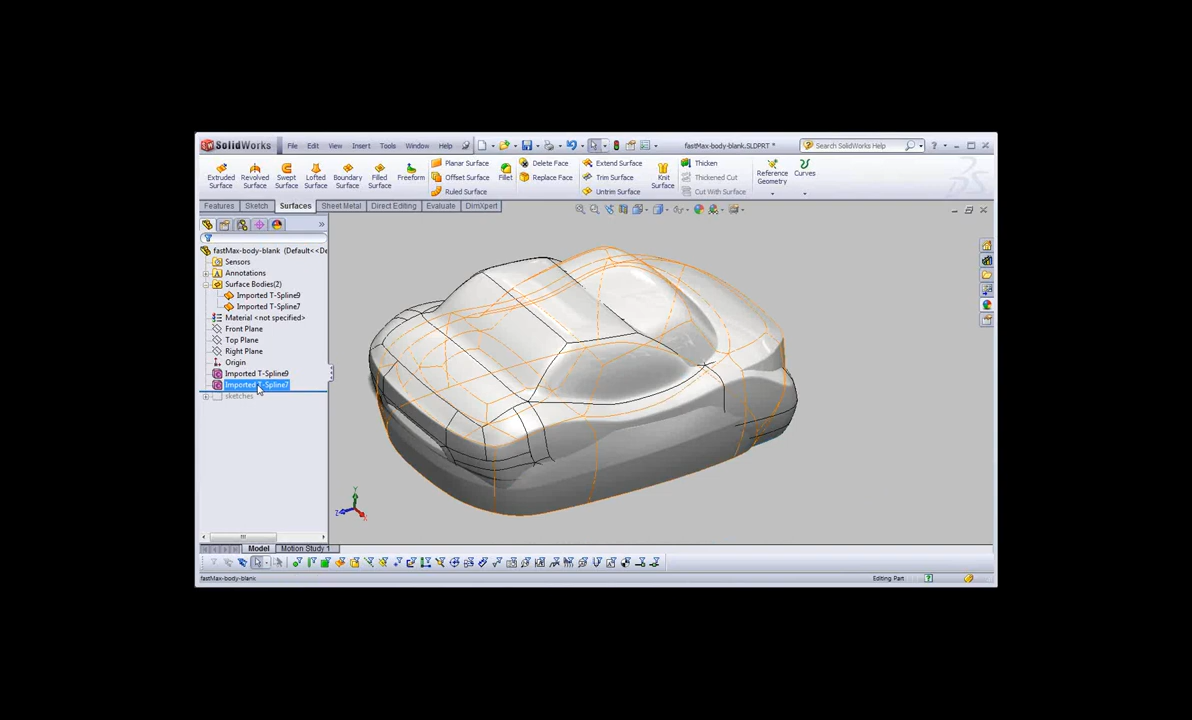 SolidWorks File Edit View Insert Tools Window Help fastMax-body-blank.SLDPRT * Search SolidWorks Help
Extruded Surface Revolved Surface Swept Surface Lofted Surface Boundary Surface Filled Surface Freeform Planar Surface Offset Surface Ruled Surface Fillet Delete Face Replace Face Extend Surface Trim Surface Untrim Surface Knit Surface Thicken Thickened Cut Cut With Surface Reference Geometry Curves
Features Sketch Surfaces Sheet Metal Direct Editing Evaluate DimXpert
fastMax-body-blank (Default<<De
Sensors
Annotations
Surface Bodies(2)
Imported T-Spline9
Imported T-Spline7
Material <not specified>
Front Plane
Top Plane
Right Plane
Origin
Imported T-Spline9
Imported T-Spline7
sketches
Y
Z X
Model Motion Study 1
fastMax-body-blank Editing Part